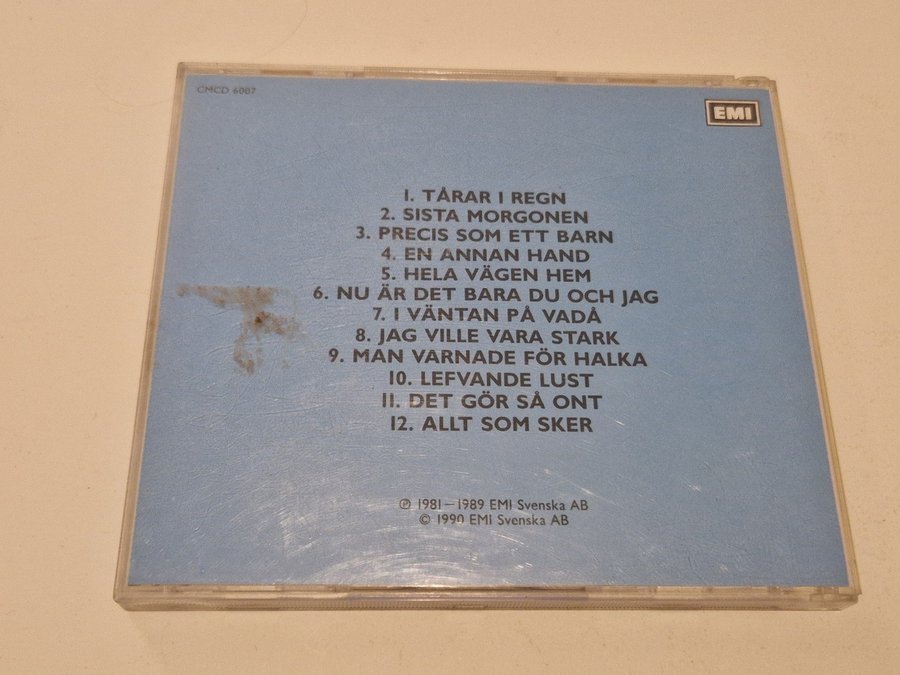 CMCD 6007
EMI
1. TÅRAR I REGN
2. SISTA MORGONEN
3. PRECIS SOM ETT BARN
4. EN ANNAN HAND
5. HELA VÄGEN HEM
6. NU ÄR DET BARA DU OCH JAG
7. I VÄNTAN PÅ VADÅ
8. JAG VILLE VARA STARK
9. MAN VARNADE FÖR HALKA
10. LEFVANDE LUST
11. DET GÖR SÅ ONT
12. ALLT SOM SKER
℗ 1981–1989 EMI Svenska AB
© 1990 EMI Svenska AB